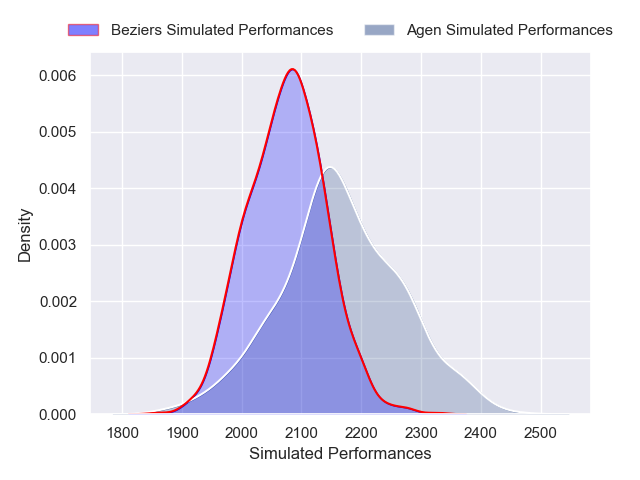 Beziers Simulated Performances
Agen Simulated Performances
0.006
0.005
0.004
0.003
0.002
0.001
0.000
Density
1800 1900 2000 2100 2200 2300 2400 2500
Simulated Performances